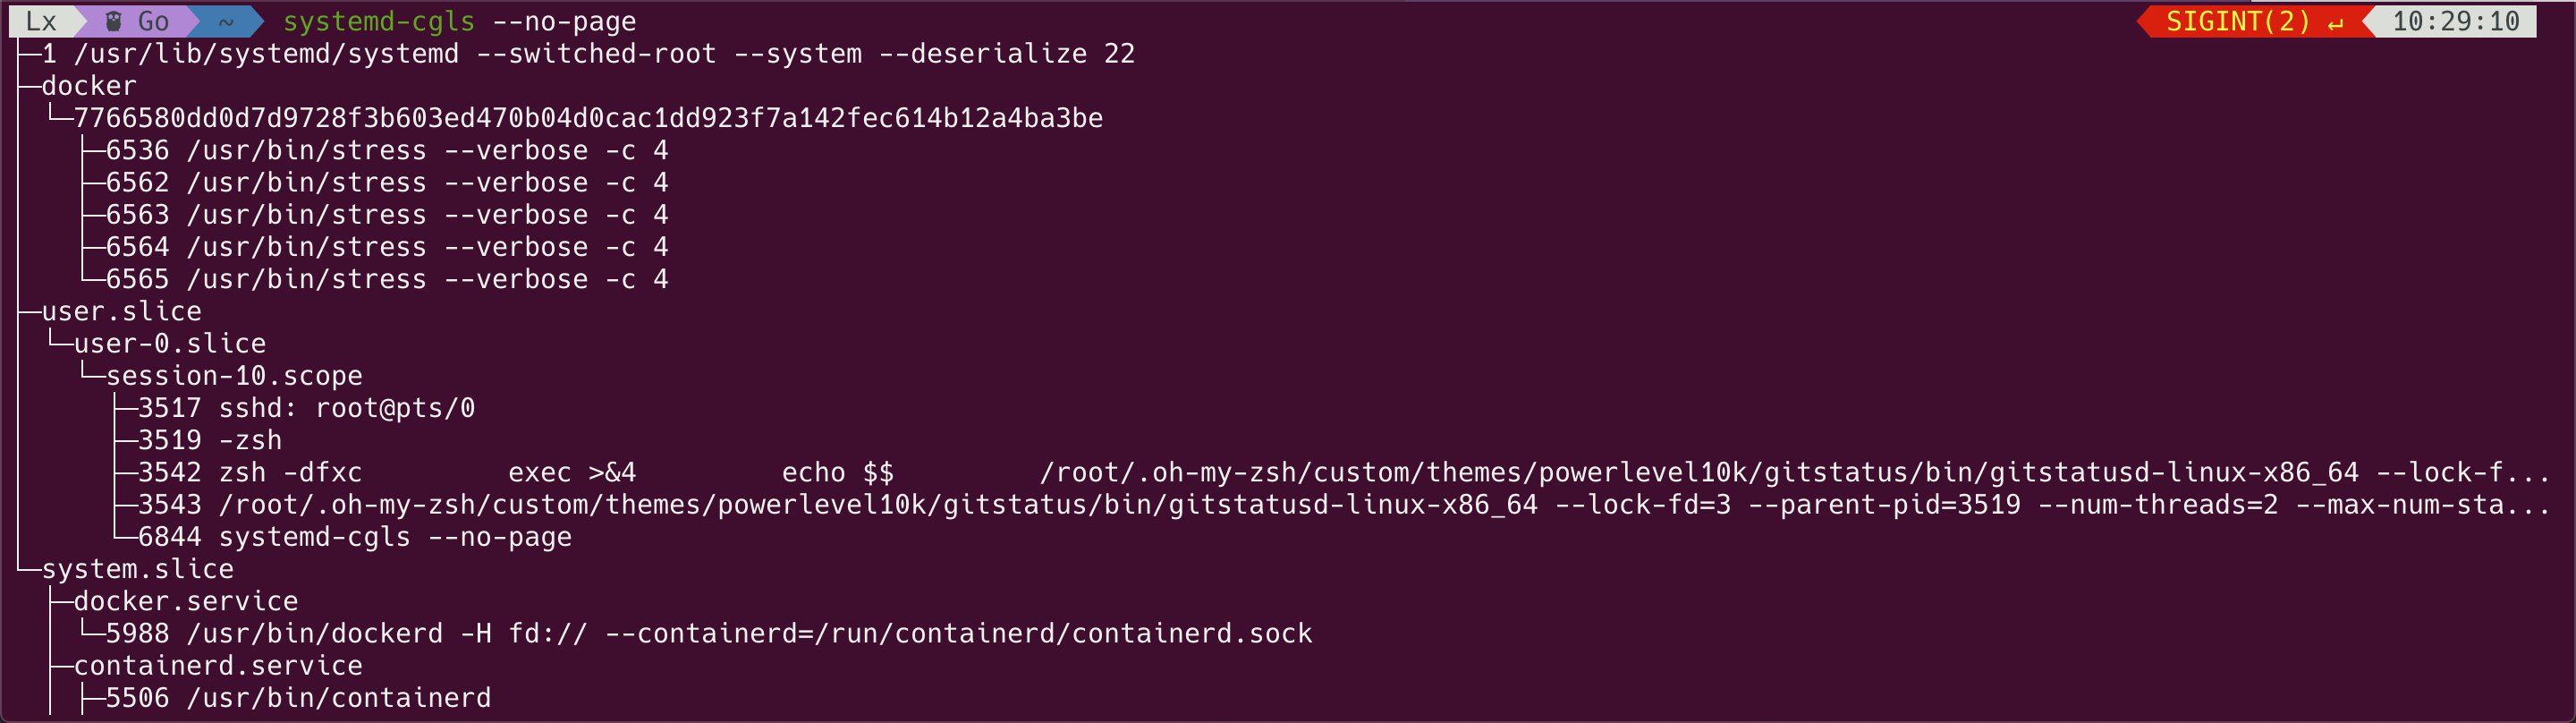 Lx Go ~ systemd-cgls --no-page SIGINT(2) ↵ 10:29:10
├─1 /usr/lib/systemd/systemd --switched-root --system --deserialize 22
├─docker
│ └─7766580dd0d7d9728f3b603ed470b04d0cac1dd923f7a142fec614b12a4ba3be
│   ├─6536 /usr/bin/stress --verbose -c 4
│   ├─6562 /usr/bin/stress --verbose -c 4
│   ├─6563 /usr/bin/stress --verbose -c 4
│   ├─6564 /usr/bin/stress --verbose -c 4
│   └─6565 /usr/bin/stress --verbose -c 4
├─user.slice
│ └─user-0.slice
│   └─session-10.scope
│     ├─3517 sshd: root@pts/0
│     ├─3519 -zsh
│     ├─3542 zsh -dfxc         exec >&4         echo $$         /root/.oh-my-zsh/custom/themes/powerlevel10k/gitstatus/bin/gitstatusd-linux-x86_64 --lock-f...
│     ├─3543 /root/.oh-my-zsh/custom/themes/powerlevel10k/gitstatus/bin/gitstatusd-linux-x86_64 --lock-fd=3 --parent-pid=3519 --num-threads=2 --max-num-sta...
│     └─6844 systemd-cgls --no-page
└─system.slice
  ├─docker.service
  │ └─5988 /usr/bin/dockerd -H fd:// --containerd=/run/containerd/containerd.sock
  ├─containerd.service
  │ ├─5506 /usr/bin/containerd